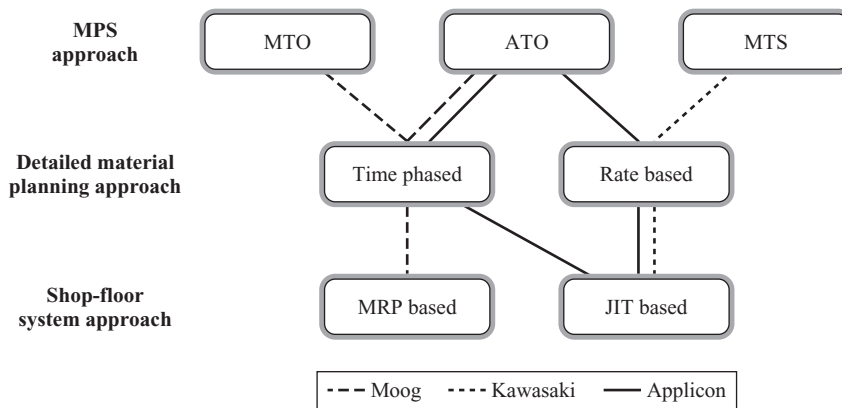 MPS
approach
MTO
ATO
MTS
Detailed material
planning approach
Time phased
Rate based
Shop-floor
system approach
MRP based
JIT based
Moog
Kawasaki
Applicon